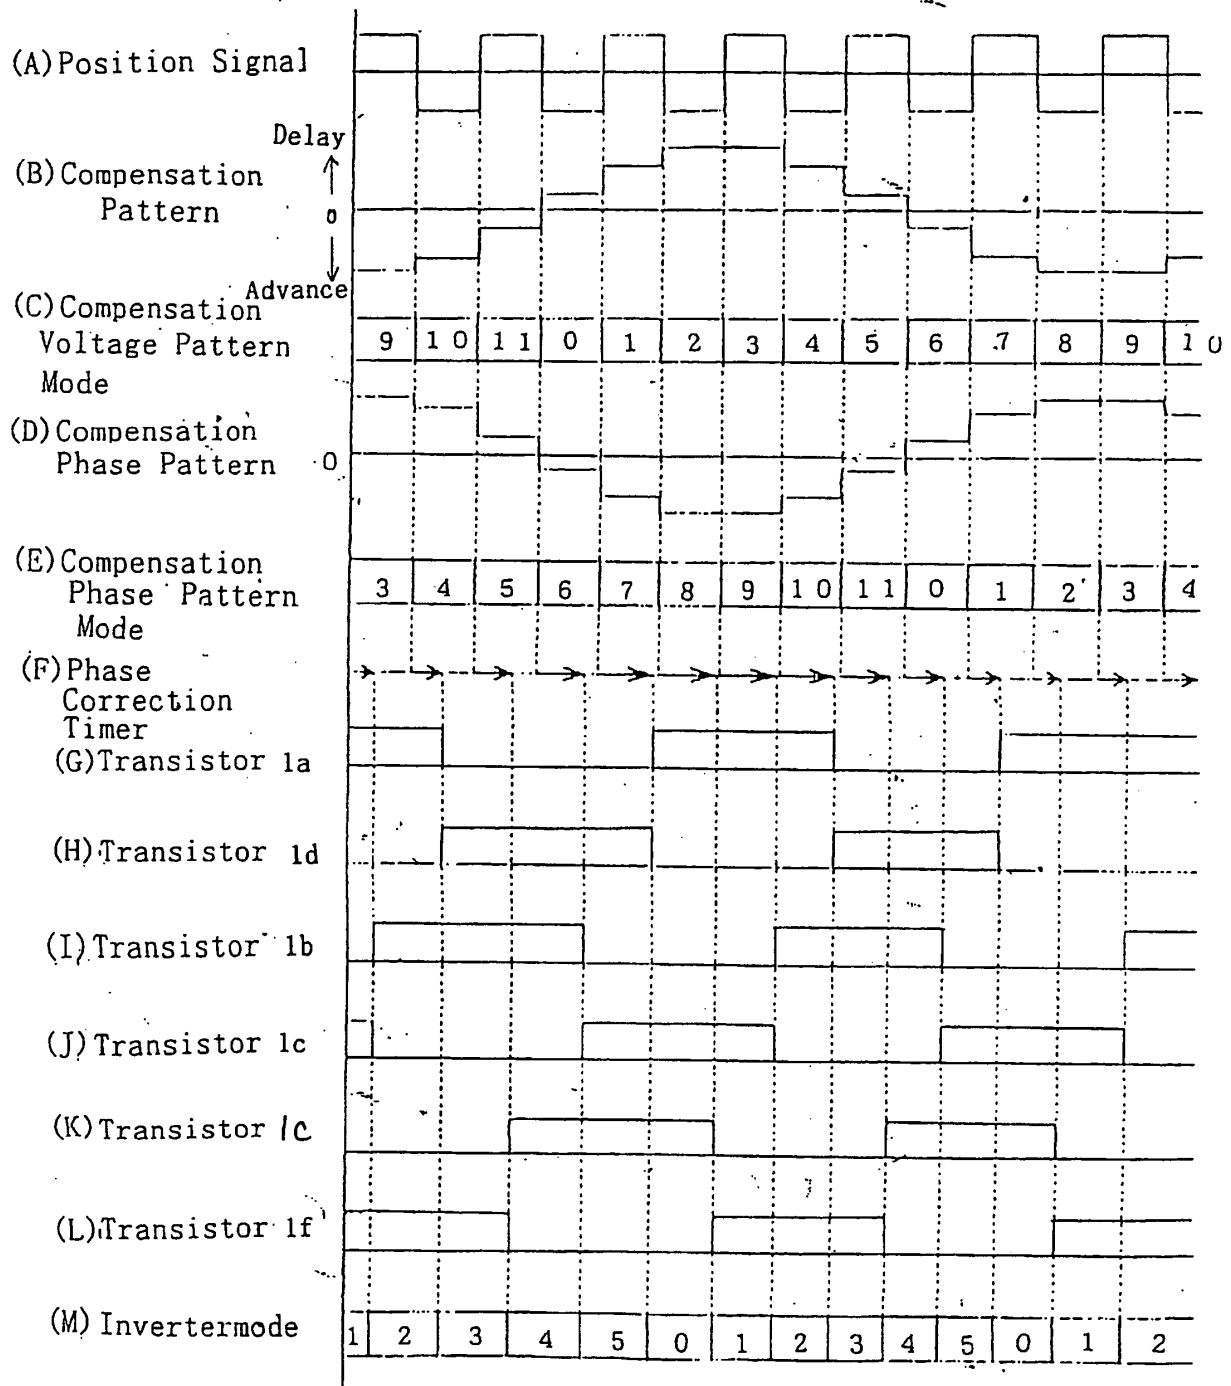 (A) Position Signal
Delay
(B) Compensation
Pattern 0
Advance
(C) Compensation
Voltage Pattern
Mode
9 10 11 0 1 2 3 4 5 6 7 8 9 10
(D) Compensation
Phase Pattern 0
(E) Compensation
Phase Pattern
Mode
3 4 5 6 7 8 9 10 11 0 1 2 3 4
(F) Phase
Correction
Timer
(G) Transistor 1a
(H) Transistor 1d
(I) Transistor 1b
(J) Transistor 1c
(K) Transistor 1c
(L) Transistor 1f
(M) Invertermode
1 2 3 4 5 0 1 2 3 4 5 0 1 2